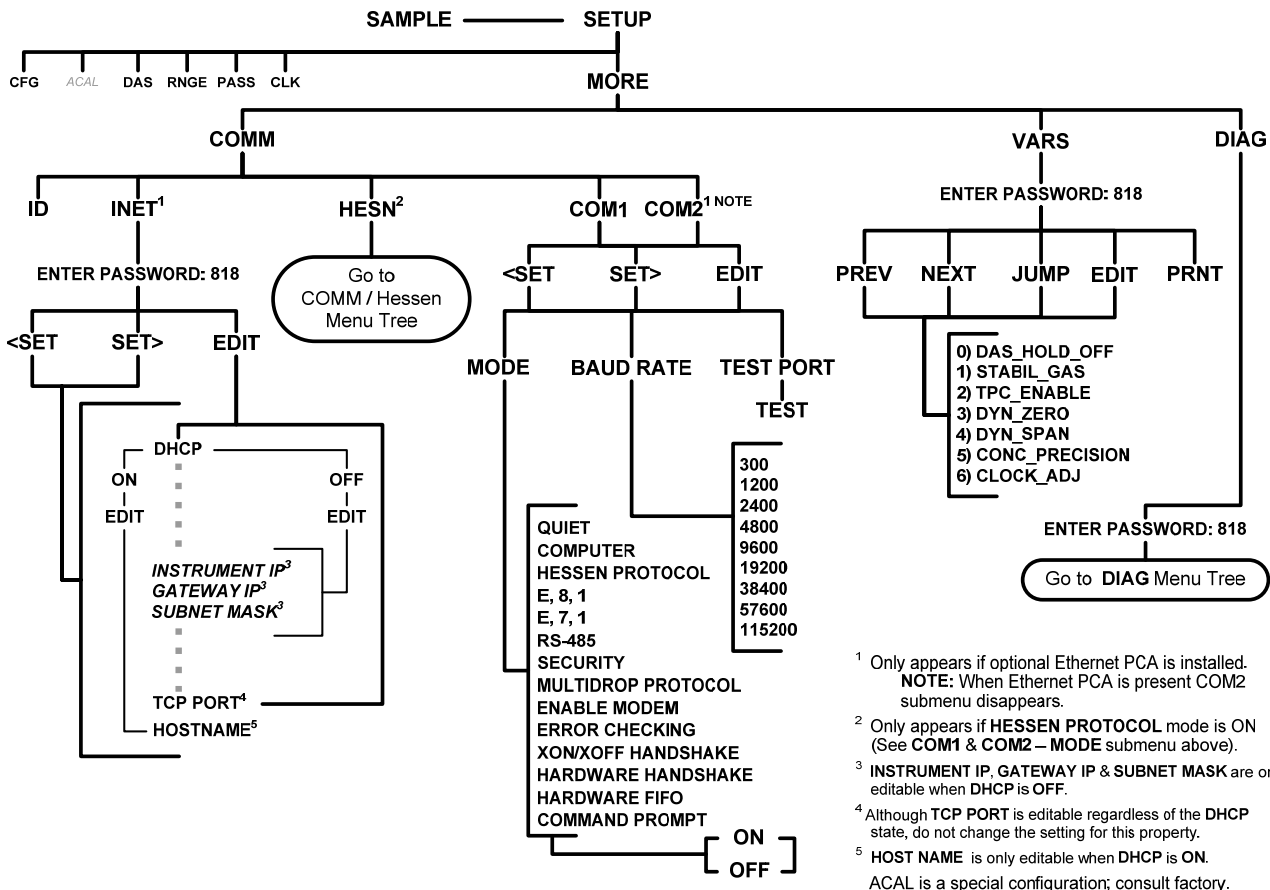 SAMPLE SETUP
CFG ACAL DAS RNGE PASS CLK
MORE
COMM VARS DIAG
ID INET1 HESN2 COM1 COM2 1 NOTE
ENTER PASSWORD: 818
<SET SET> EDIT
DHCP
ON OFF
EDIT EDIT
INSTRUMENT IP3
GATEWAY IP3
SUBNET MASK3
TCP PORT4
HOSTNAME5
Go to
COMM / Hessen
Menu Tree
<SET SET> EDIT
MODE BAUD RATE TEST PORT
TEST
300
1200
2400
4800
9600
19200
38400
57600
115200
QUIET
COMPUTER
HESSEN PROTOCOL
E, 8, 1
E, 7, 1
RS-485
SECURITY
MULTIDROP PROTOCOL
ENABLE MODEM
ERROR CHECKING
XON/XOFF HANDSHAKE
HARDWARE HANDSHAKE
HARDWARE FIFO
COMMAND PROMPT
ON
OFF
ENTER PASSWORD: 818
PREV NEXT JUMP EDIT PRNT
0) DAS_HOLD_OFF
1) STABIL_GAS
2) TPC_ENABLE
3) DYN_ZERO
4) DYN_SPAN
5) CONC_PRECISION
6) CLOCK_ADJ
ENTER PASSWORD: 818
Go to DIAG Menu Tree
1 Only appears if optional Ethernet PCA is installed.
NOTE: When Ethernet PCA is present COM2
submenu disappears.
2 Only appears if HESSEN PROTOCOL mode is ON
(See COM1 & COM2 – MODE submenu above).
3 INSTRUMENT IP, GATEWAY IP & SUBNET MASK are
editable when DHCP is OFF.
4 Although TCP PORT is editable regardless of the DHCP
state, do not change the setting for this property.
5 HOST NAME is only editable when DHCP is ON.
ACAL is a special configuration; consult factory.